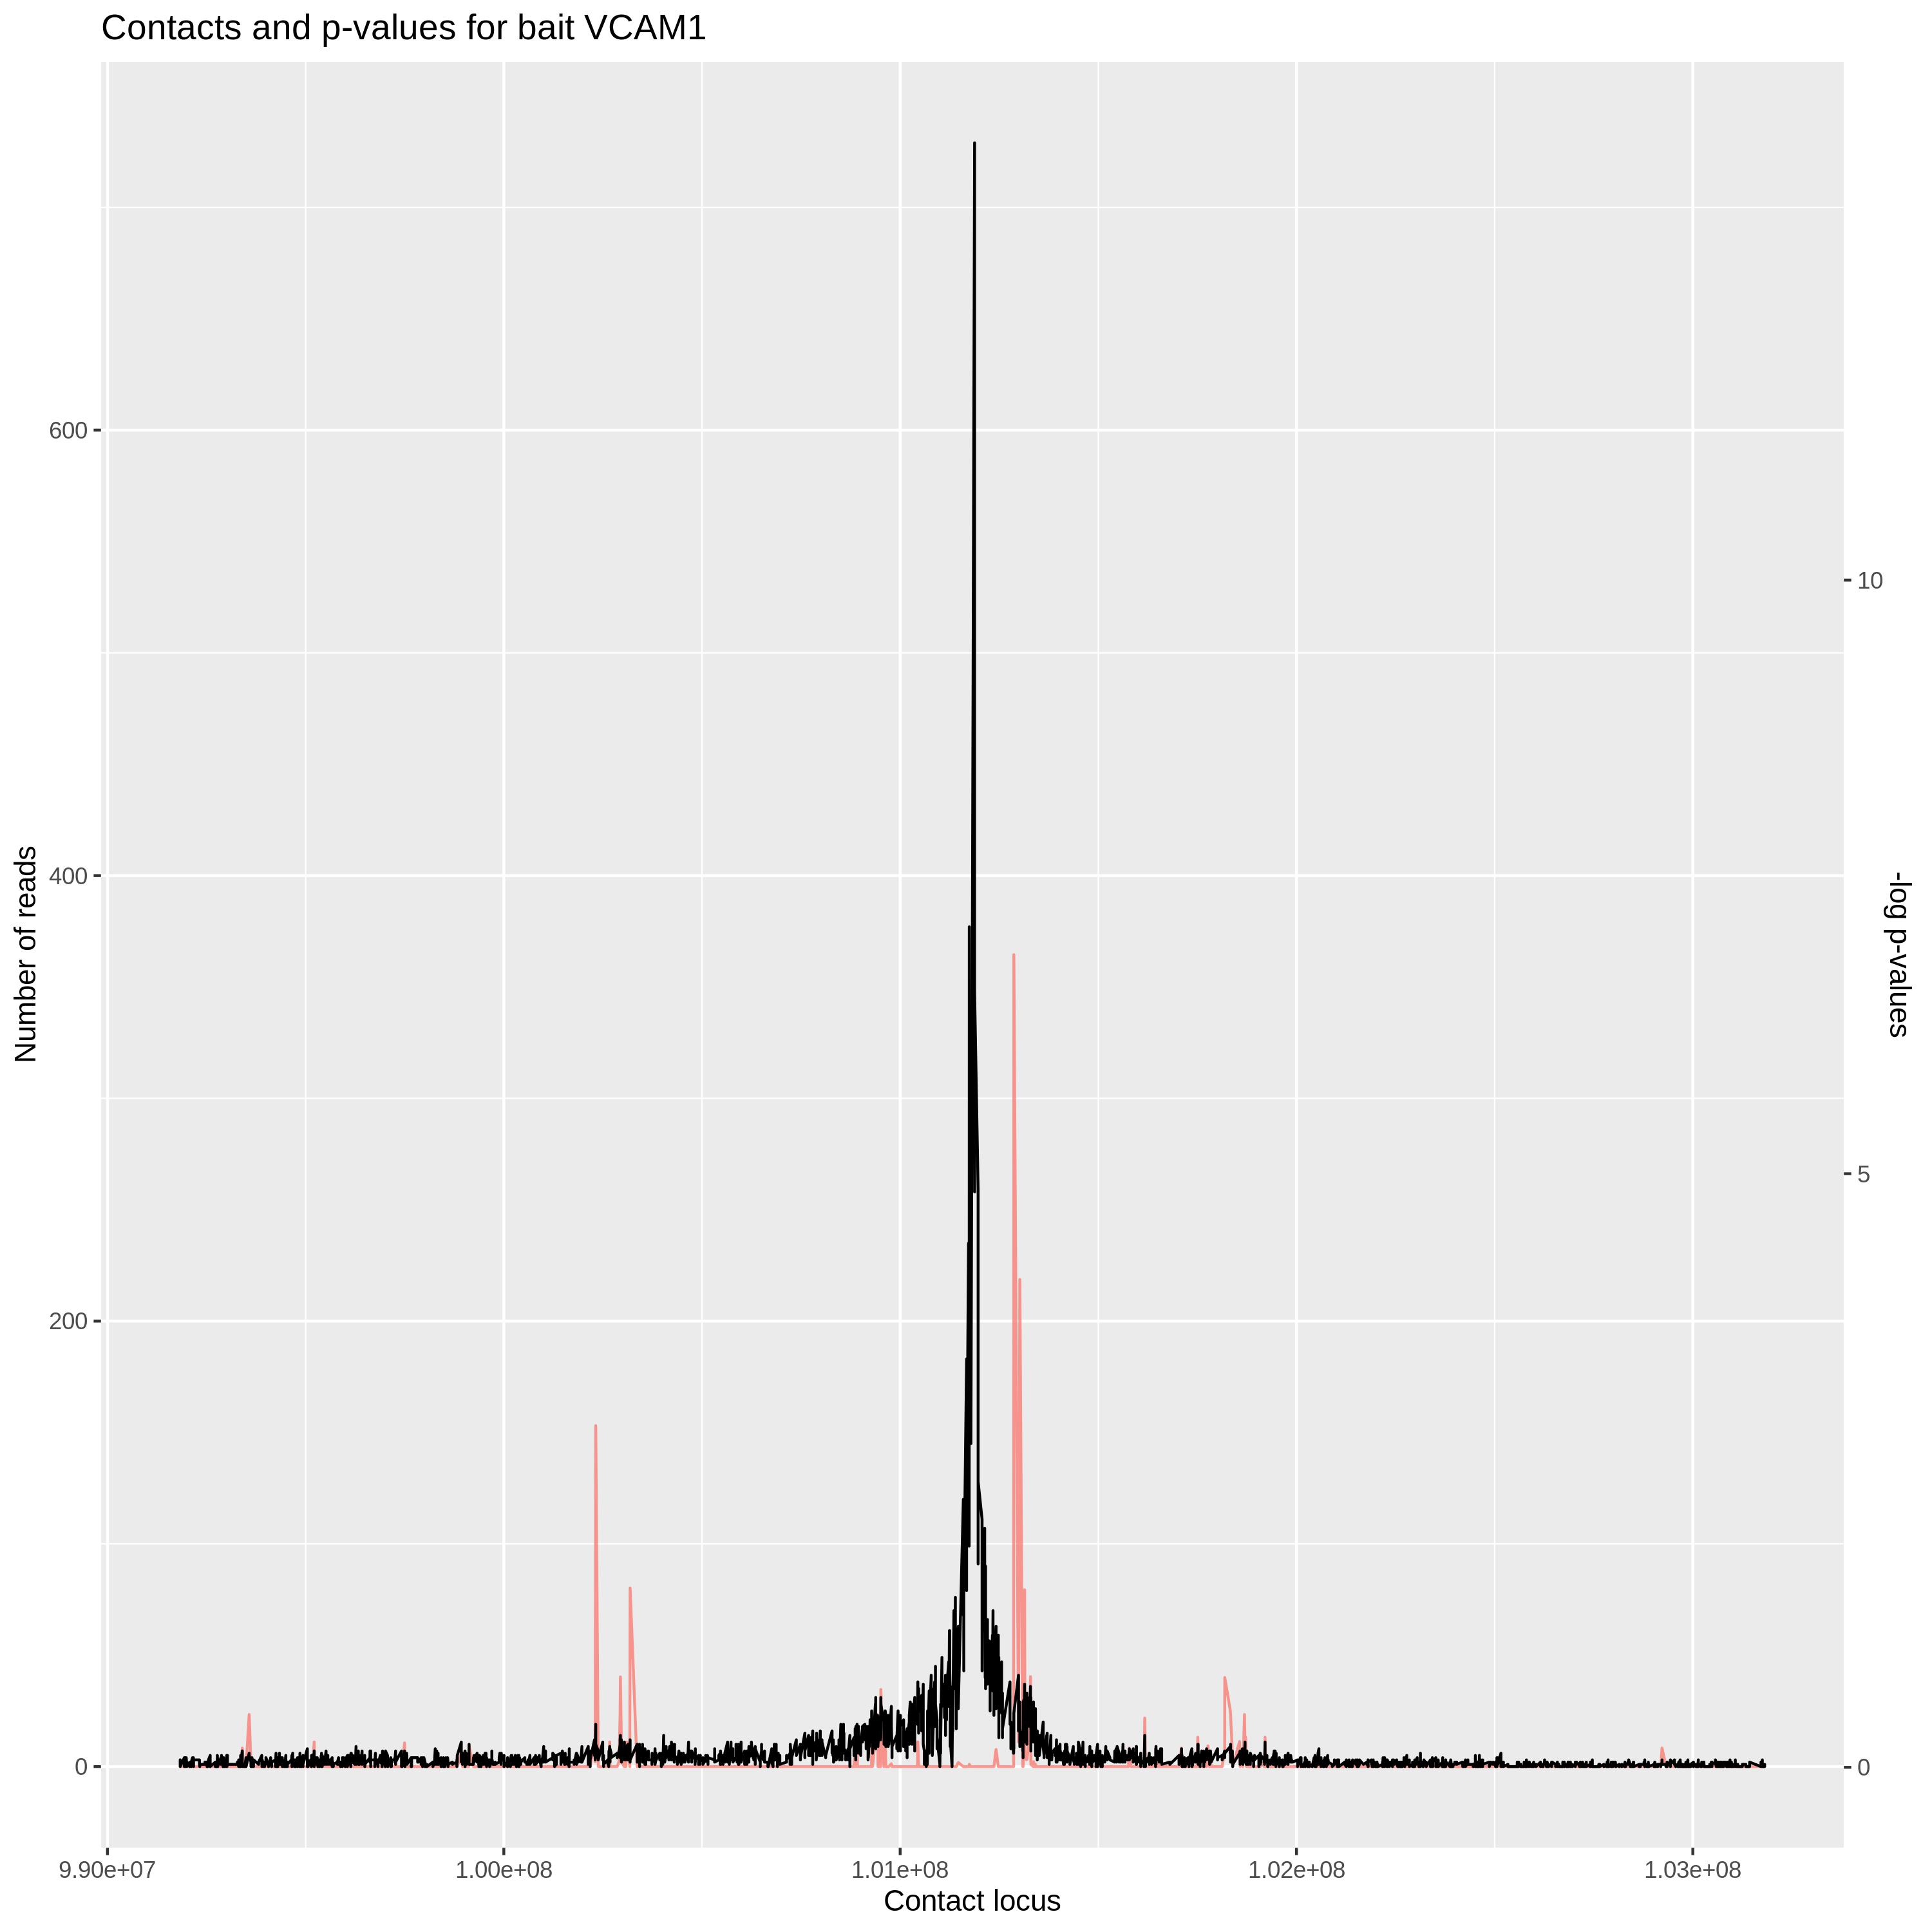 Contacts and p-values for bait VCAM1
Number of reads
600
400
200
0
10
5
0
-log p-values
9.90e+07
1.00e+08
1.01e+08
1.02e+08
1.03e+08
Contact locus